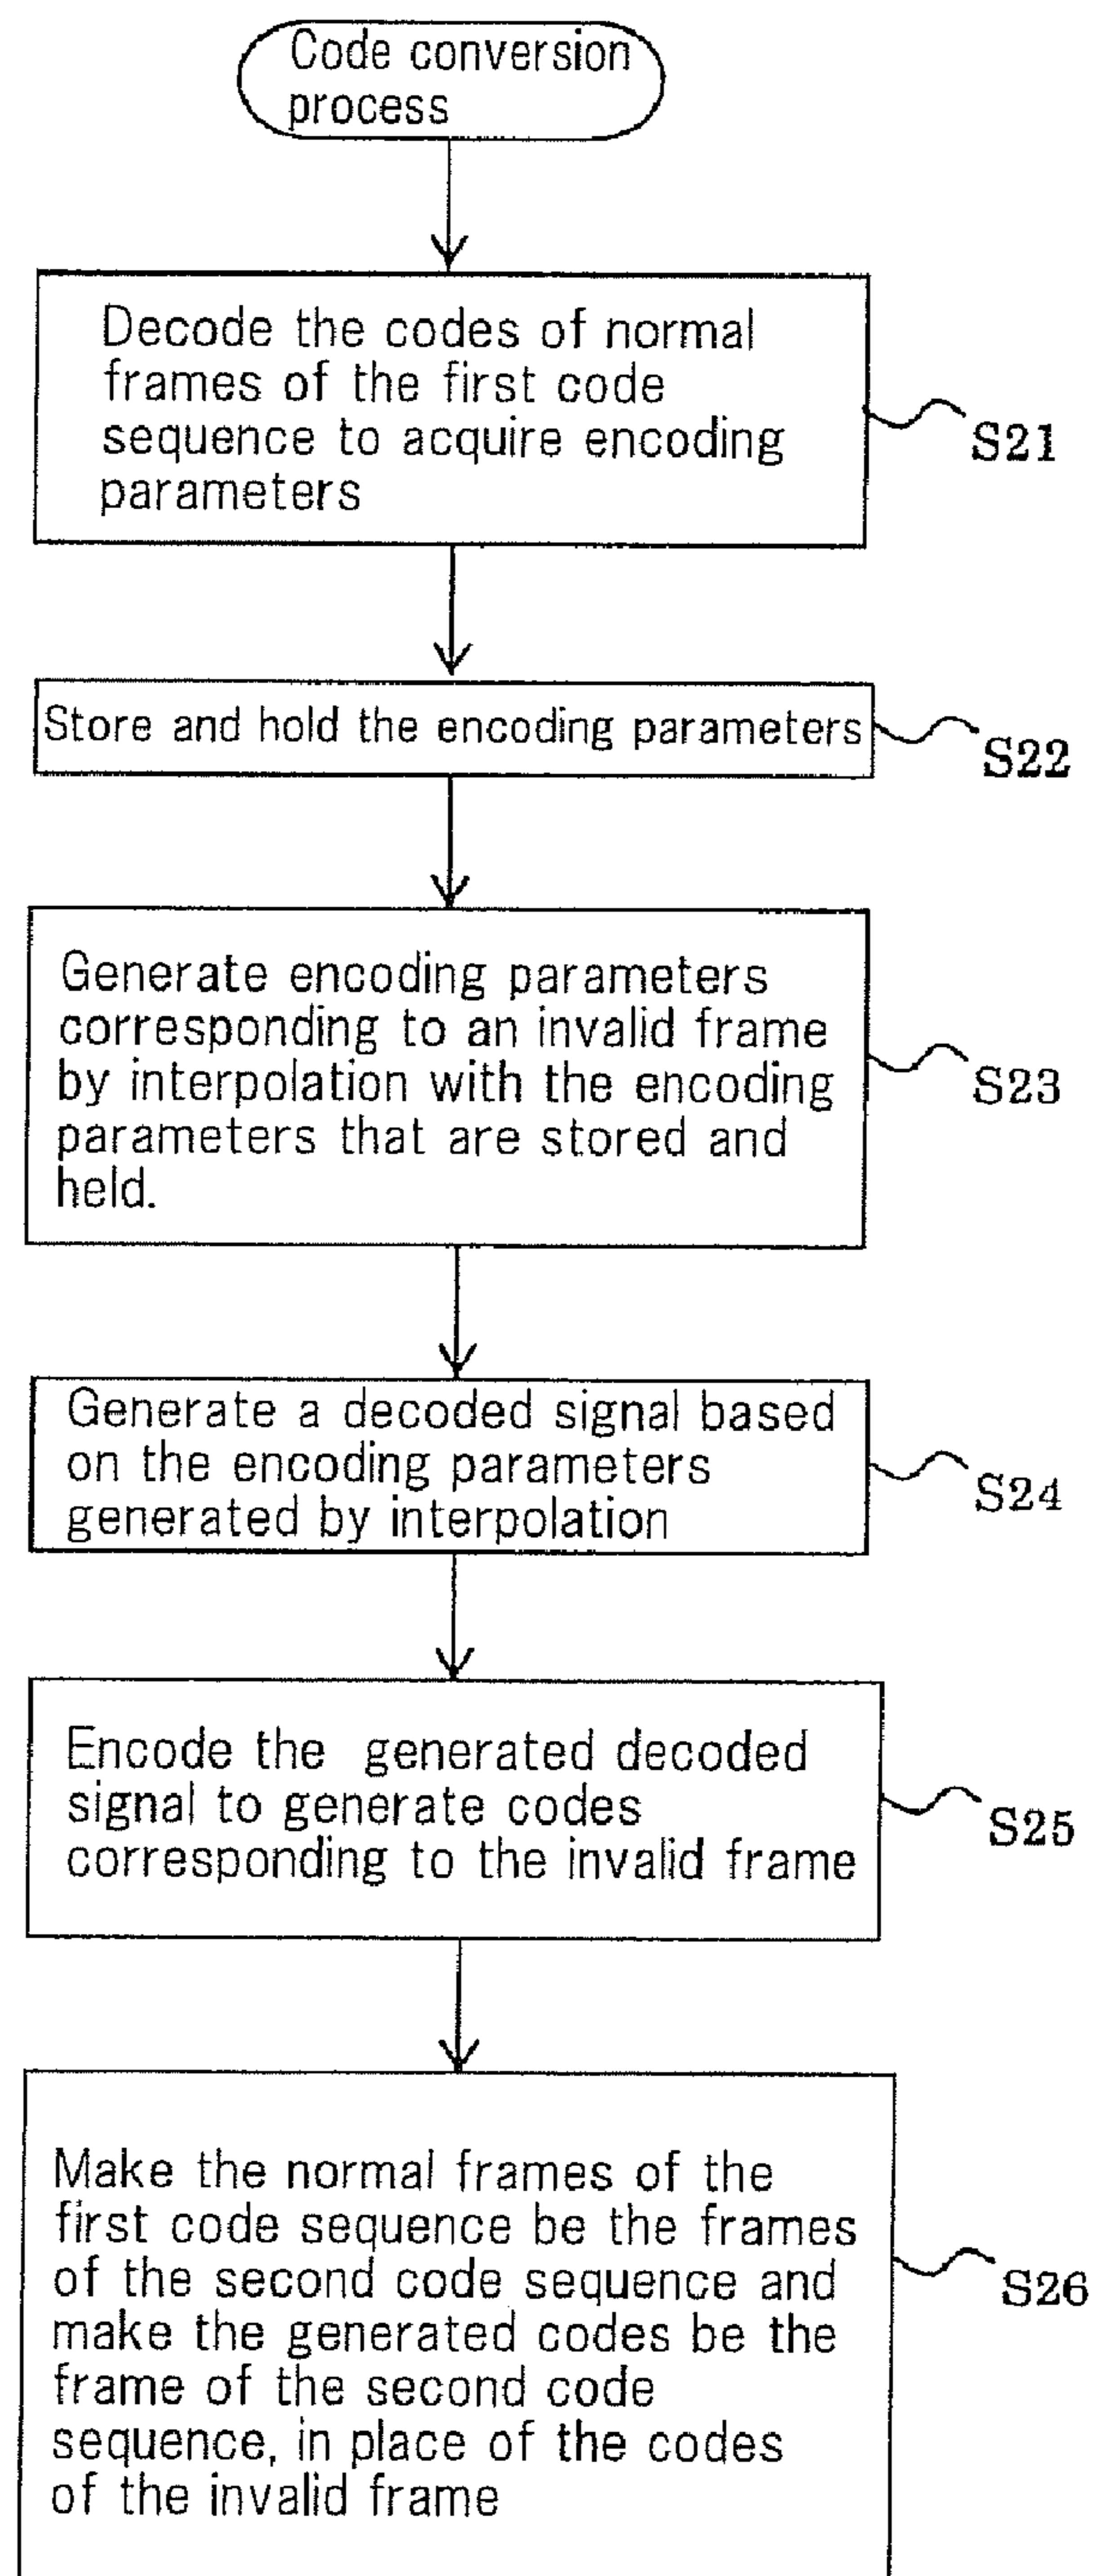 Code conversion
process
Decode the codes of normal
frames of the first code
sequence to acquire encoding
parameters
S21
Store and hold the encoding parameters
S22
Generate encoding parameters
corresponding to an invalid frame
by interpolation with the encoding
parameters that are stored and
held.
S23
Generate a decoded signal based
on the encoding parameters
generated by interpolation
S24
Encode the generated decoded
signal to generate codes
corresponding to the invalid frame
S25
Make the normal frames of the
first code sequence be the frames
of the second code sequence and
make the generated codes be the
frame of the second code
sequence, in place of the codes
of the invalid frame
S26